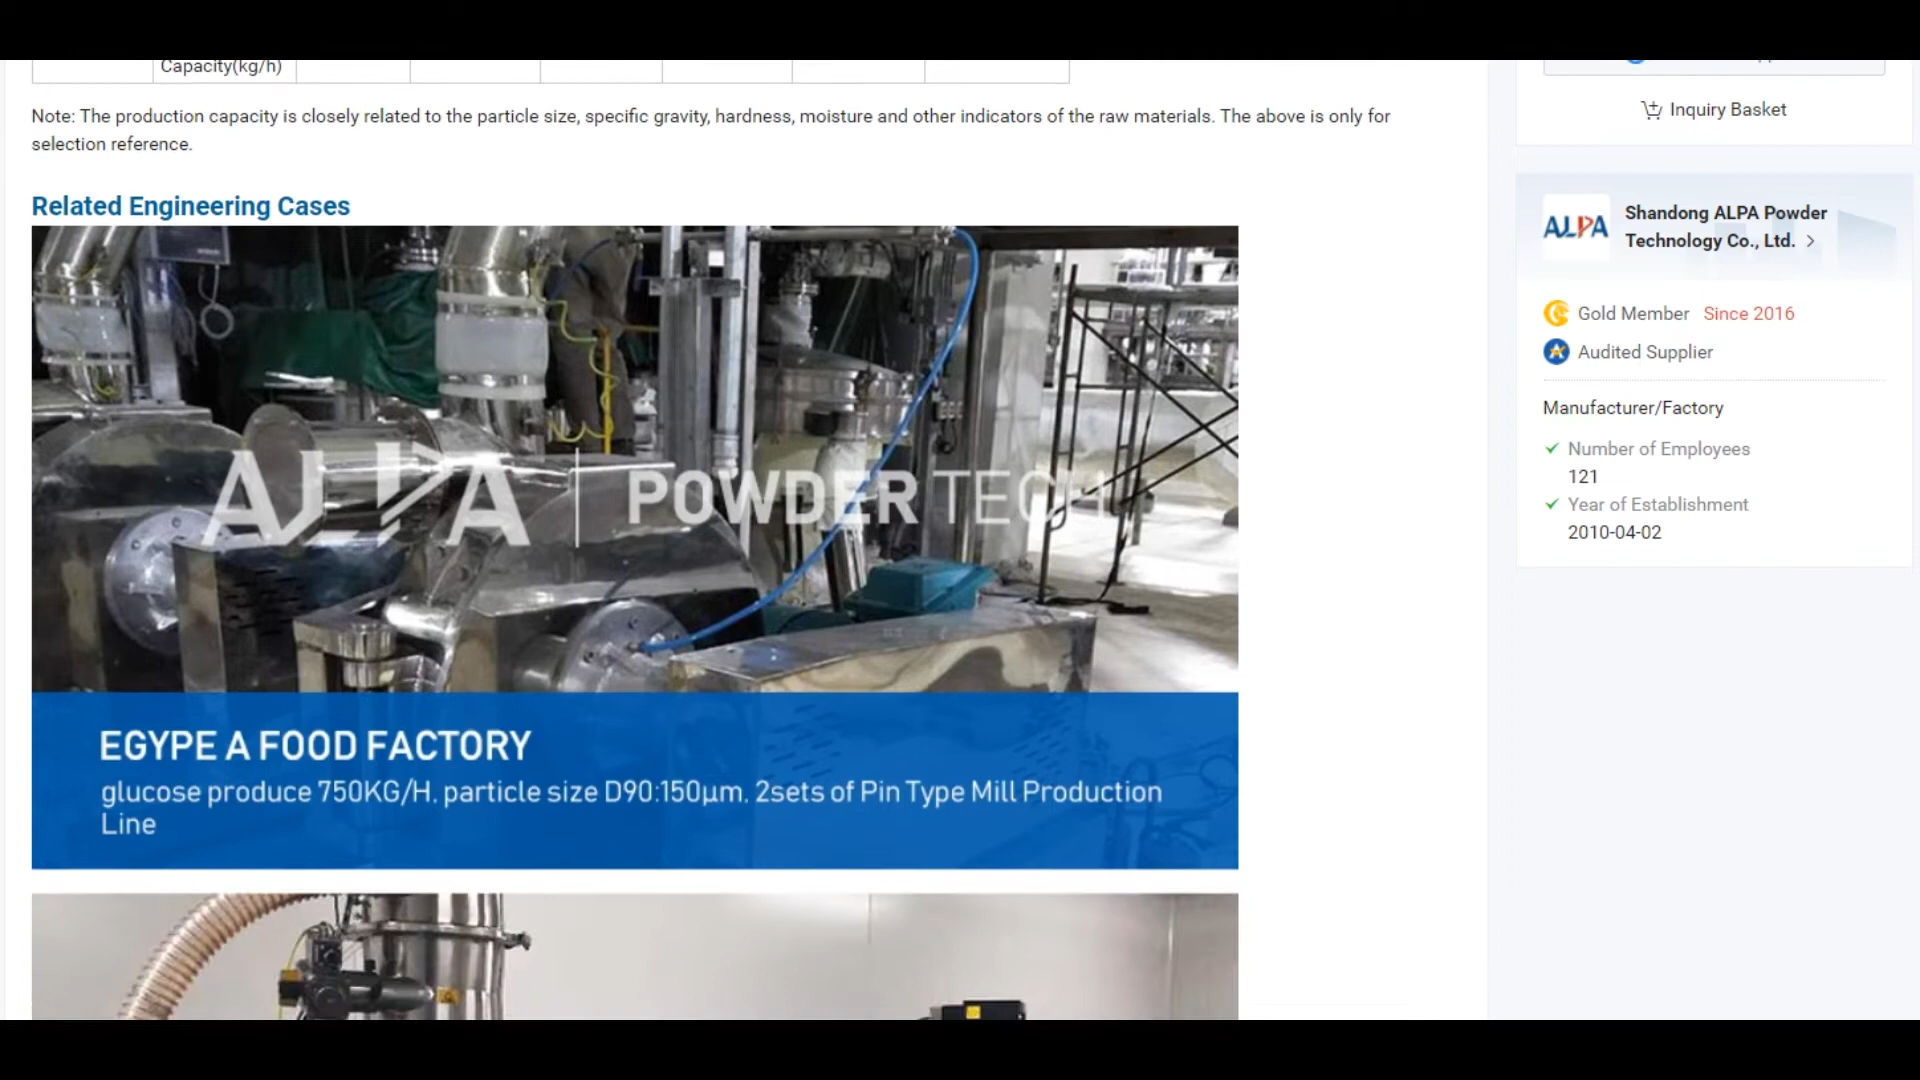 Capacity(kg/h)
Note: The production capacity is closely related to the particle size, specific gravity, hardness, moisture and other indicators of the raw materials. The above is only for
selection reference.
Related Engineering Cases
ALPA | POWDER TECH
EGYPE A FOOD FACTORY
glucose produce 750KG/H, particle size D90:150μm, 2sets of Pin Type Mill Production
Line
Inquiry Basket
ALPA
Shandong ALPA Powder
Technology Co., Ltd. >
Gold Member Since 2016
Audited Supplier
Manufacturer/Factory
Number of Employees
121
Year of Establishment
2010-04-02